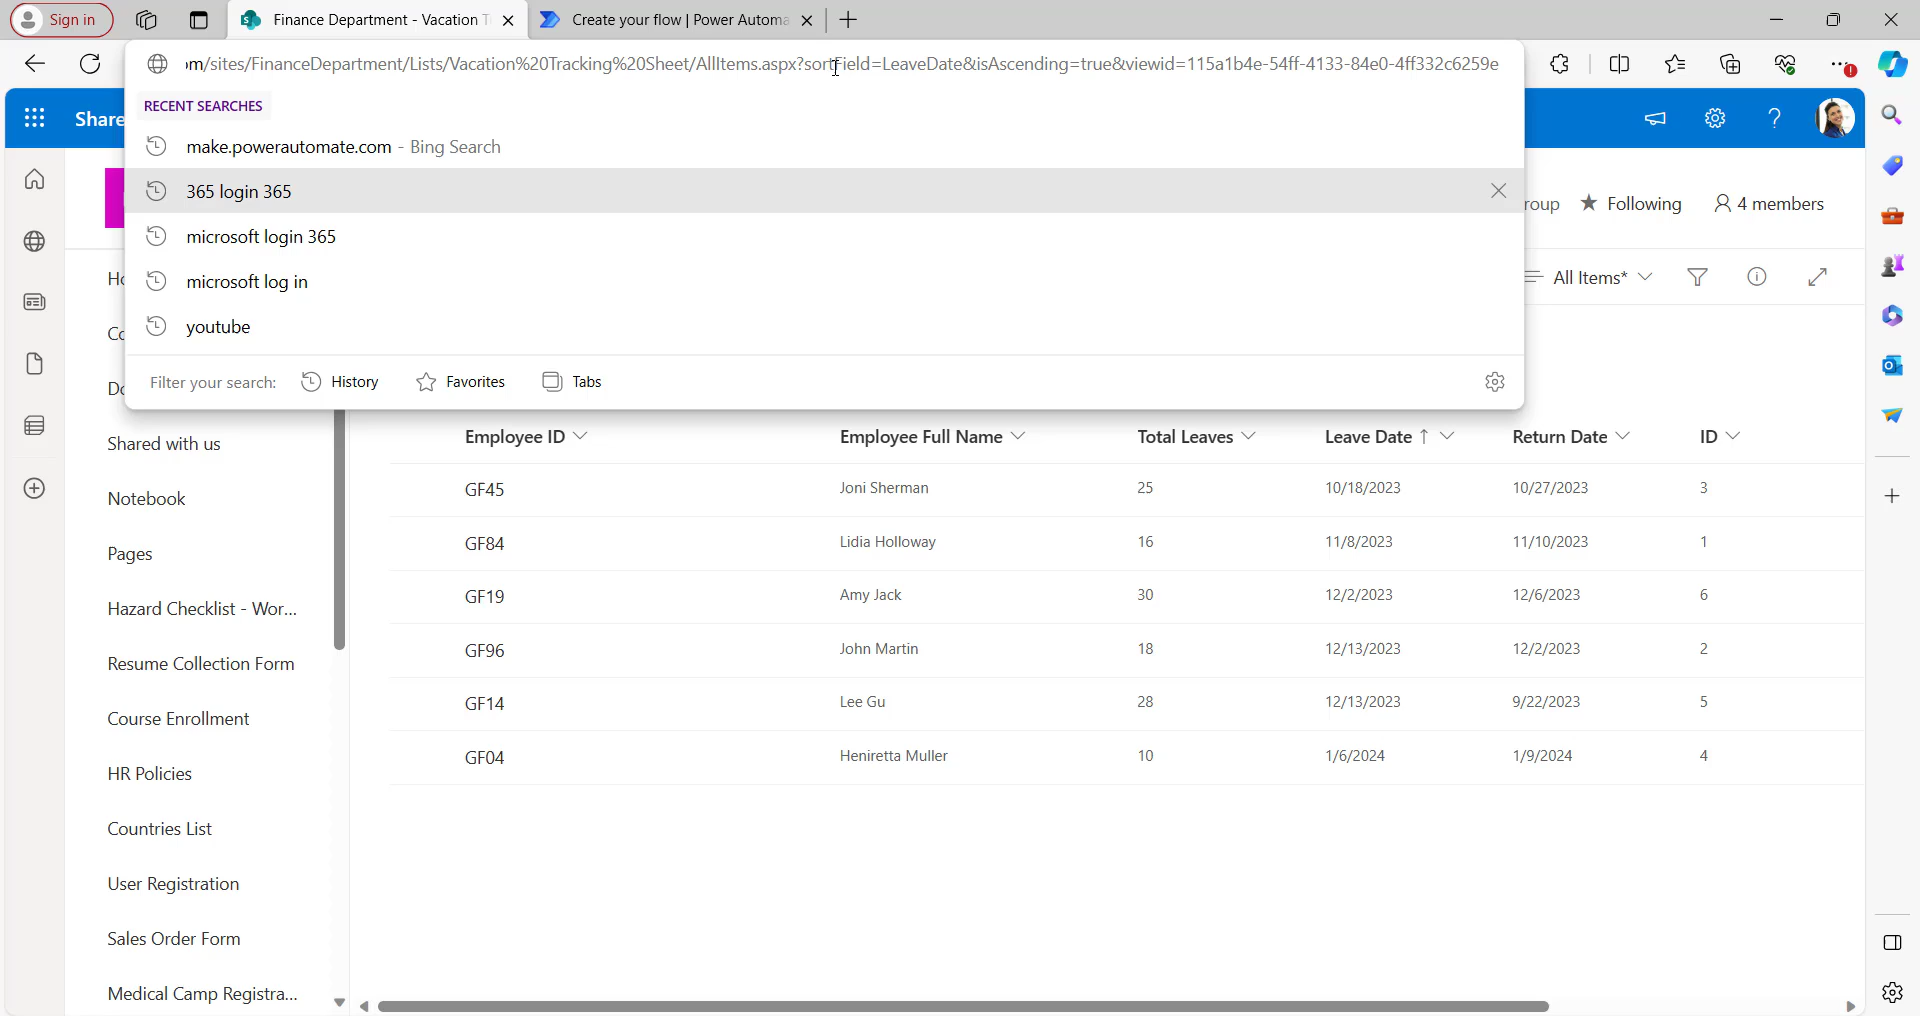 Sign in
Finance Department - Vacation T
Create your flow | Power Automa
om/sites/FinanceDepartment/Lists/Vacation%20Tracking%20Sheet/AllItems.aspx?sortField=LeaveDate&isAscending=true&viewid=115a1b4e-54ff-4133-84e0-4ff332c6259e
RECENT SEARCHES
make.powerautomate.com - Bing Search
365 login 365
microsoft login 365
microsoft log in
youtube
Filter your search: History Favorites Tabs
Share
roup Following 4 members
All Items*
Ho
Co
Do
Shared with us
Notebook
Pages
Hazard Checklist - Wor...
Resume Collection Form
Course Enrollment
HR Policies
Countries List
User Registration
Sales Order Form
Medical Camp Registra...
Employee ID Employee Full Name Total Leaves Leave Date ↑ Return Date ID
GF45 Joni Sherman 25 10/18/2023 10/27/2023 3
GF84 Lidia Holloway 16 11/8/2023 11/10/2023 1
GF19 Amy Jack 30 12/2/2023 12/6/2023 6
GF96 John Martin 18 12/13/2023 12/2/2023 2
GF14 Lee Gu 28 12/13/2023 9/22/2023 5
GF04 Heniretta Muller 10 1/6/2024 1/9/2024 4